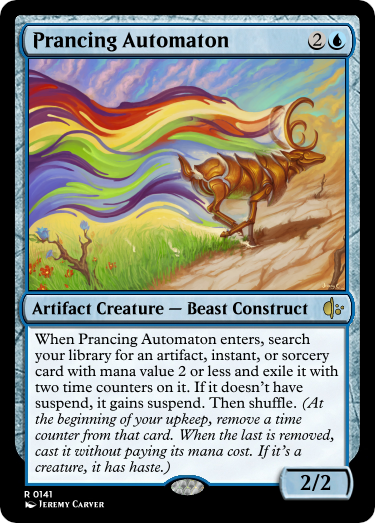 Prancing Automaton 2
Artifact Creature — Beast Construct
When Prancing Automaton enters, search
your library for an artifact, instant, or sorcery
card with mana value 2 or less and exile it with
two time counters on it. If it doesn't have
suspend, it gains suspend. Then shuffle. (At
the beginning of your upkeep, remove a time
counter from that card. When the last is removed,
cast it without paying its mana cost. If it's a
creature, it has haste.)
2/2
R 0141
Jeremy Carver